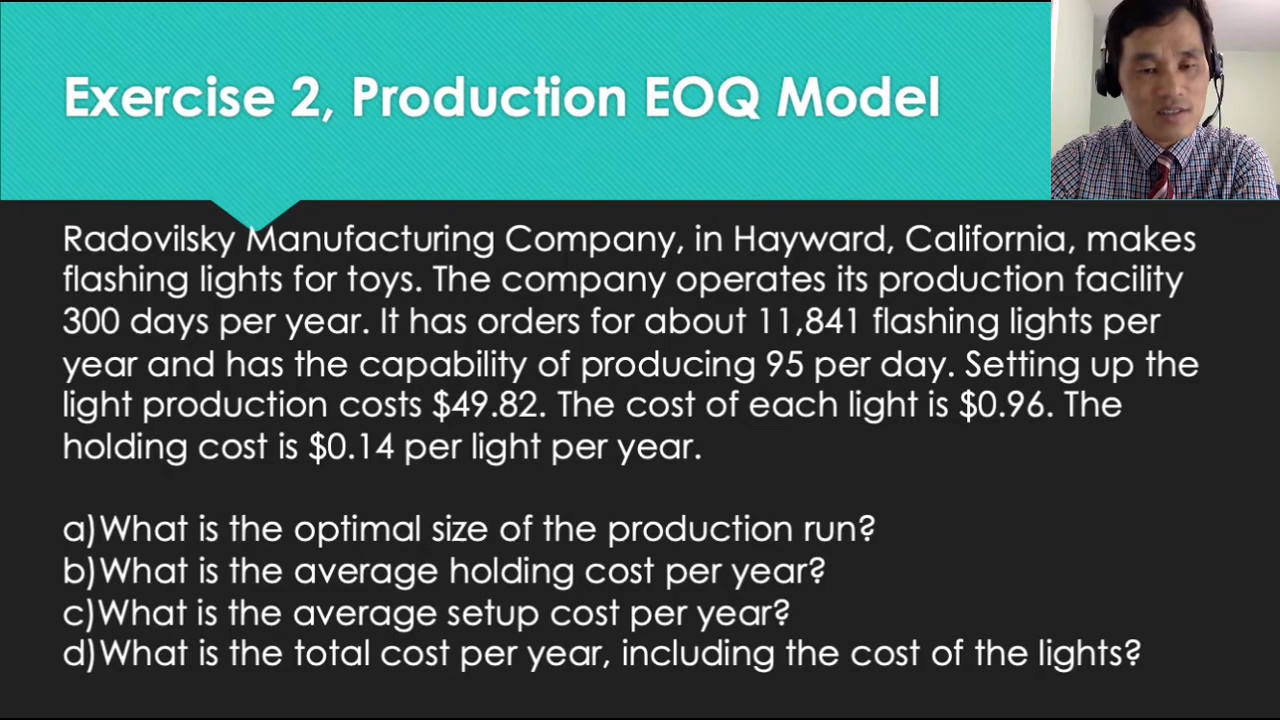 Exercise 2, Production EOQ Model
Radovilsky Manufacturing Company, in Hayward, California, makes
flashing lights for toys. The company operates its production facility
300 days per year. It has orders for about 11,841 flashing lights per
year and has the capability of producing 95 per day. Setting up the
light production costs $49.82. The cost of each light is $0.96. The
holding cost is $0.14 per light per year.
a)What is the optimal size of the production run?
b)What is the average holding cost per year?
c)What is the average setup cost per year?
d)What is the total cost per year, including the cost of the lights?